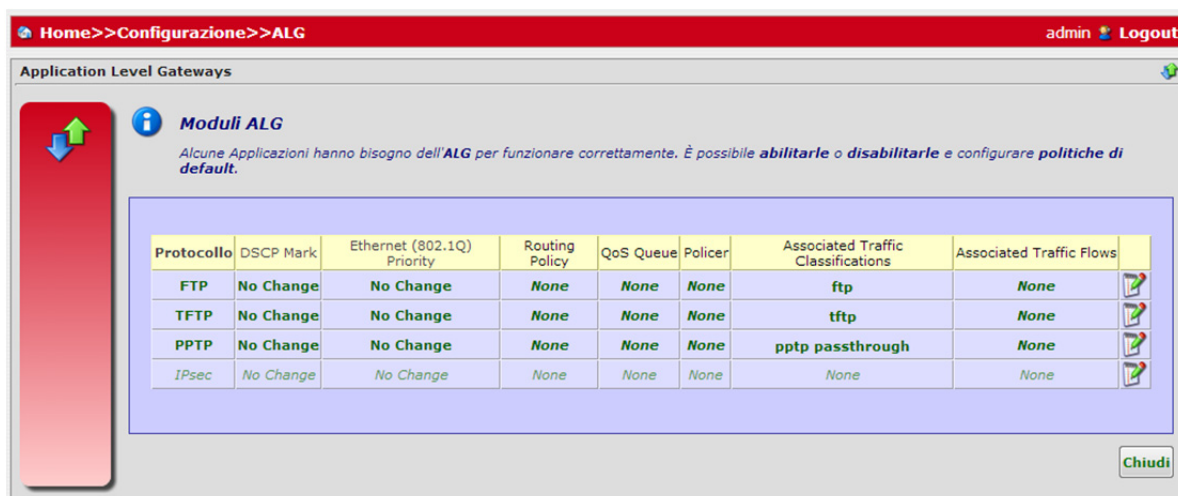 Home>>Configurazione>>ALG admin Logout
Application Level Gateways
Moduli ALG
Alcune Applicazioni hanno bisogno dell'ALG per funzionare correttamente. È possibile abilitarle o disabilitarle e configurare politiche di
default.
Protocollo DSCP Mark Ethernet (802.1Q) Priority Routing Policy QoS Queue Policer Associated Traffic Classifications Associated Traffic Flows
FTP No Change No Change None None None ftp None
TFTP No Change No Change None None None tftp None
PPTP No Change No Change None None None pptp passthrough None
IPsec No Change No Change None None None None None
Chiudi